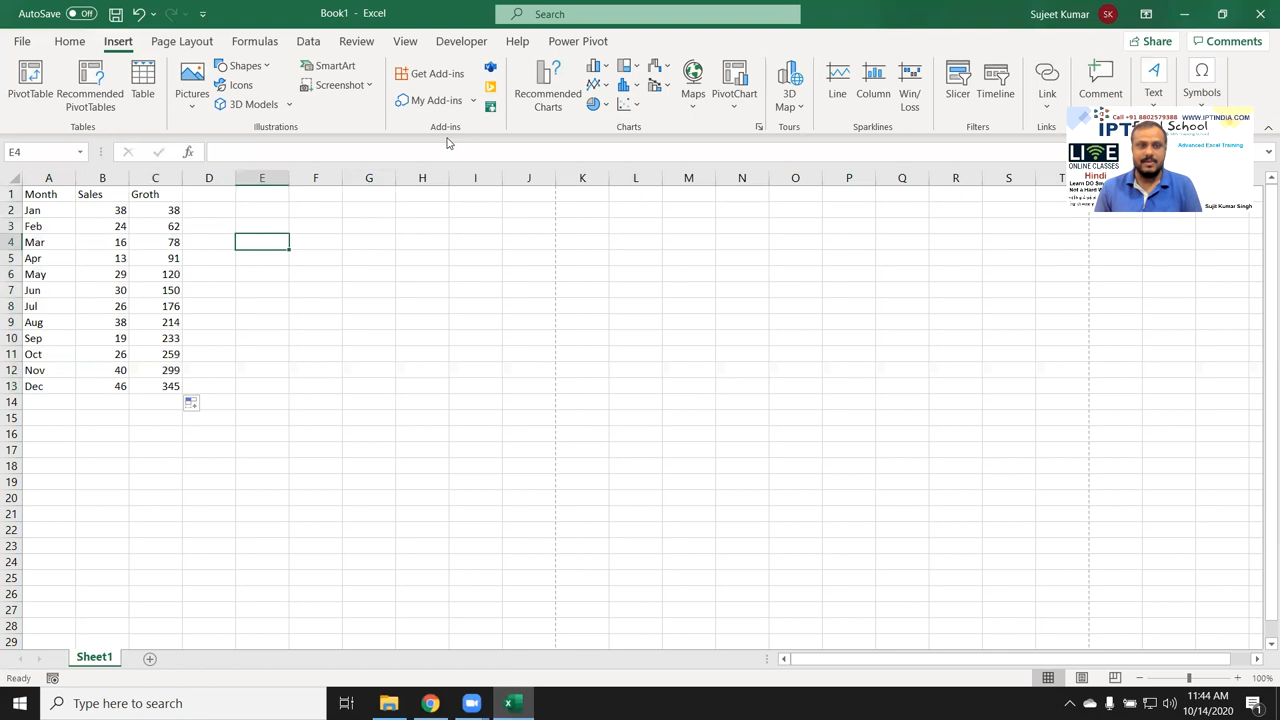 AutoSave Off Book1 - Excel Search Sujeet Kumar SK
File Home Insert Page Layout Formulas Data Review View Developer Help Power Pivot Share Comments
PivotTable Recommended PivotTables Table
Pictures Shapes Icons 3D Models SmartArt Screenshot
Get Add-ins My Add-ins
Recommended Charts Maps PivotChart 3D Map
Line Column Win/Loss Slicer Timeline Link Comment Text Symbols
Tables Illustrations Add-ins Charts Tours Sparklines Filters Links
Call +91 8802579388 WWW.IPTINDIA.COM
Advanced Excel Training
LIVE
ONLINE CLASSES
Hindi
Sujit Kumar Singh
E4 fx
A B C D E F G H I J K L M N O P Q R S T
1 Month Sales Groth
2 Jan 38 38
3 Feb 24 62
4 Mar 16 78
5 Apr 13 91
6 May 29 120
7 Jun 30 150
8 Jul 26 176
9 Aug 38 214
10 Sep 19 233
11 Oct 26 259
12 Nov 40 299
13 Dec 46 345
14
15
16
17
18
19
20
21
22
23
24
25
26
27
28
29
Sheet1
Ready 100%
Type here to search 11:44 AM
10/14/2020